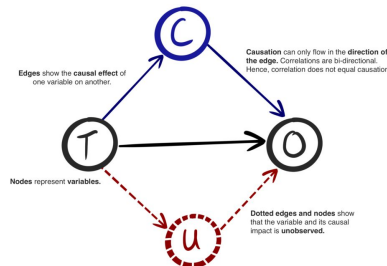 C
Causation can only flow in the direction of
the edge. Correlations are bi-directional.
Hence, correlation does not equal causation
Edges show the causal effect of
one variable on another.
T
O
Nodes represent variables.
Dotted edges and nodes show
that the variable and its causal
impact is unobserved.
U